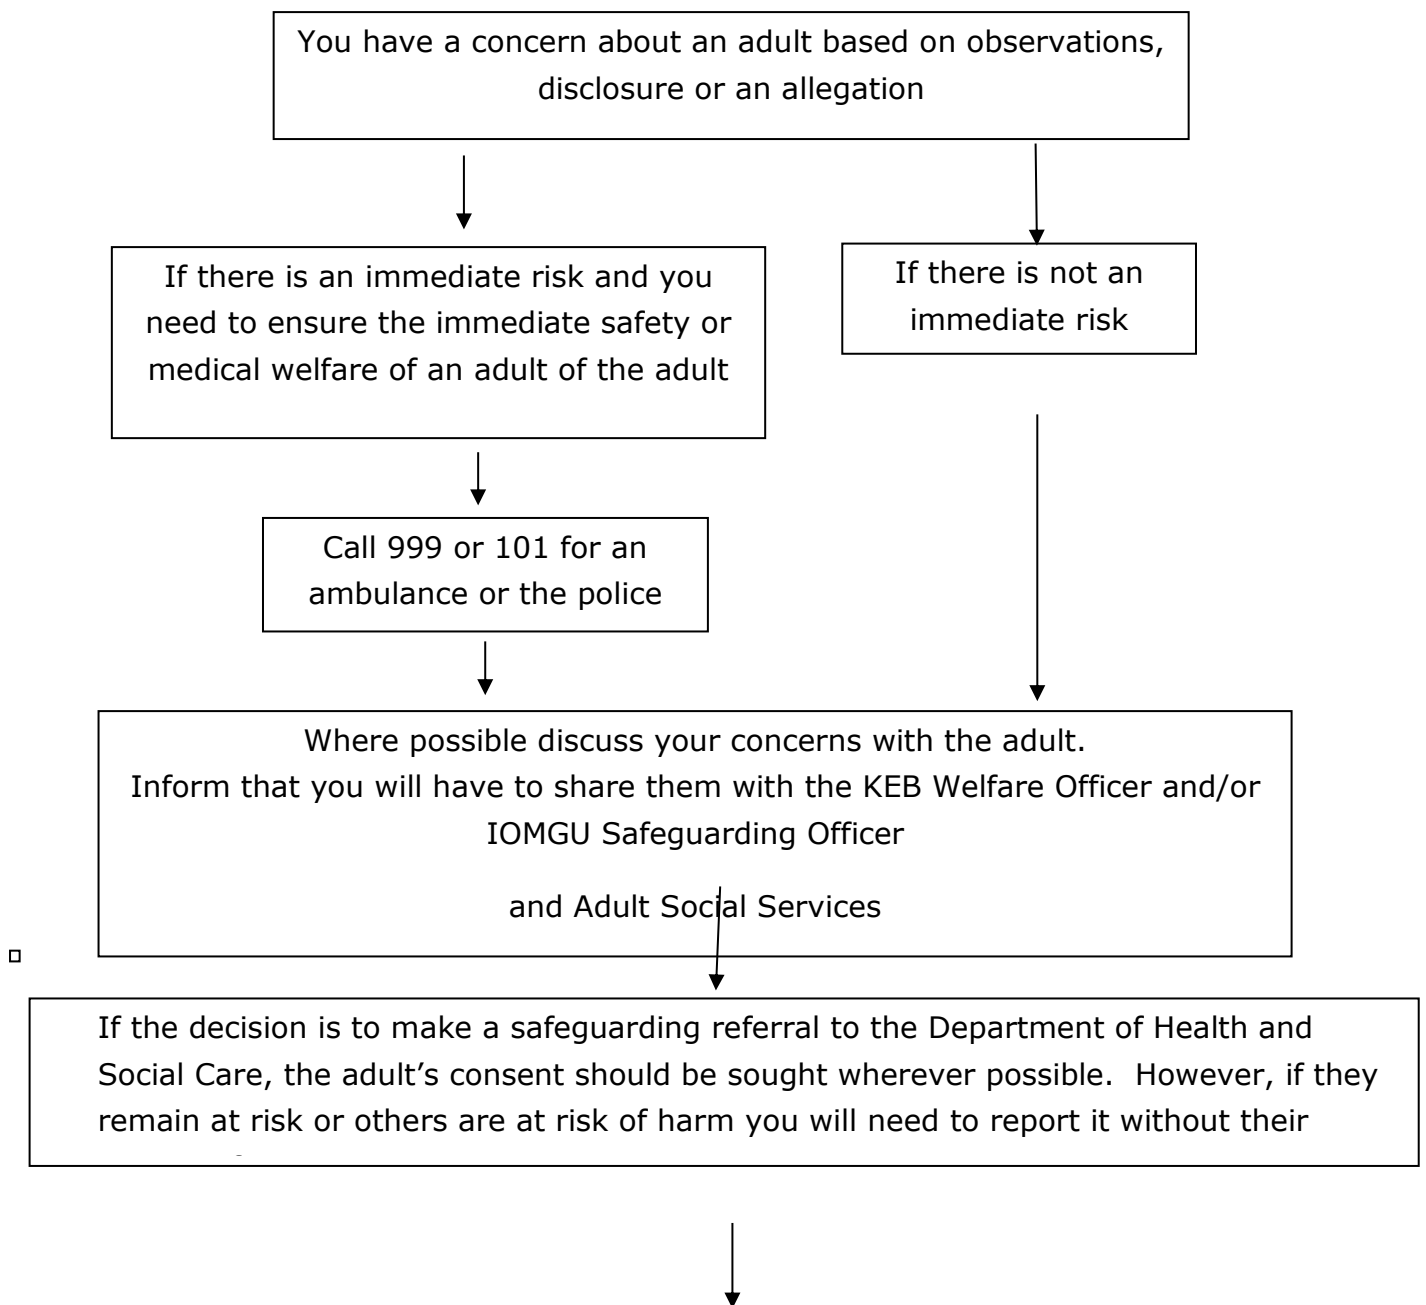 You have a concern about an adult based on observations,
disclosure or an allegation
If there is an immediate risk and you
need to ensure the immediate safety or
medical welfare of an adult of the adult
If there is not an
immediate risk
Call 999 or 101 for an
ambulance or the police
Where possible discuss your concerns with the adult.
Inform that you will have to share them with the KEB Welfare Officer and/or
IOMGU Safeguarding Officer
and Adult Social Services
If the decision is to make a safeguarding referral to the Department of Health and
Social Care, the adult’s consent should be sought wherever possible.  However, if they
remain at risk or others are at risk of harm you will need to report it without their